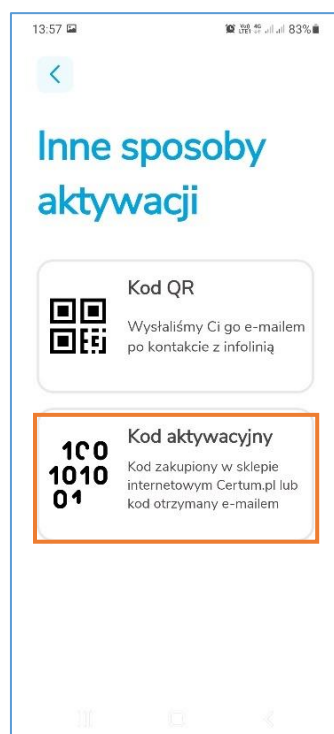 13:57 83%
Inne sposoby
aktywacji
Kod QR
Wysłaliśmy Ci go e-mailem
po kontakcie z infolinią
100
1010
01
Kod aktywacyjny
Kod zakupiony w sklepie
internetowym Certum.pl lub
kod otrzymany e-mailem